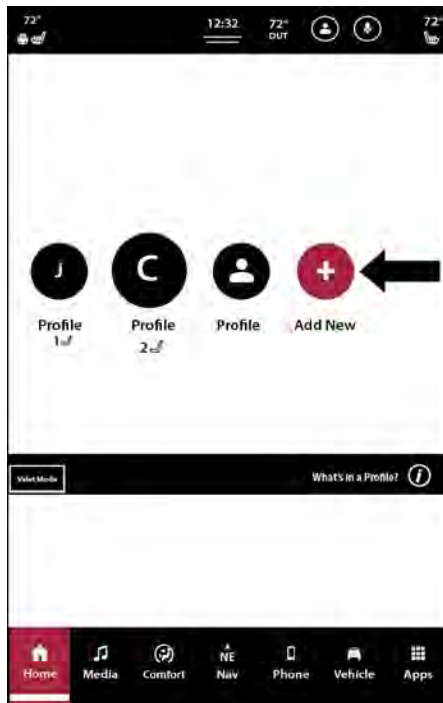 72°
12:32
72°
OUT
72°
J
C
Profile
1
Profile
2
Profile
Add New
Valet Mode
What's in a Profile?
i
NE
Home
Media
Comfort
Nav
Phone
Vehicle
Apps